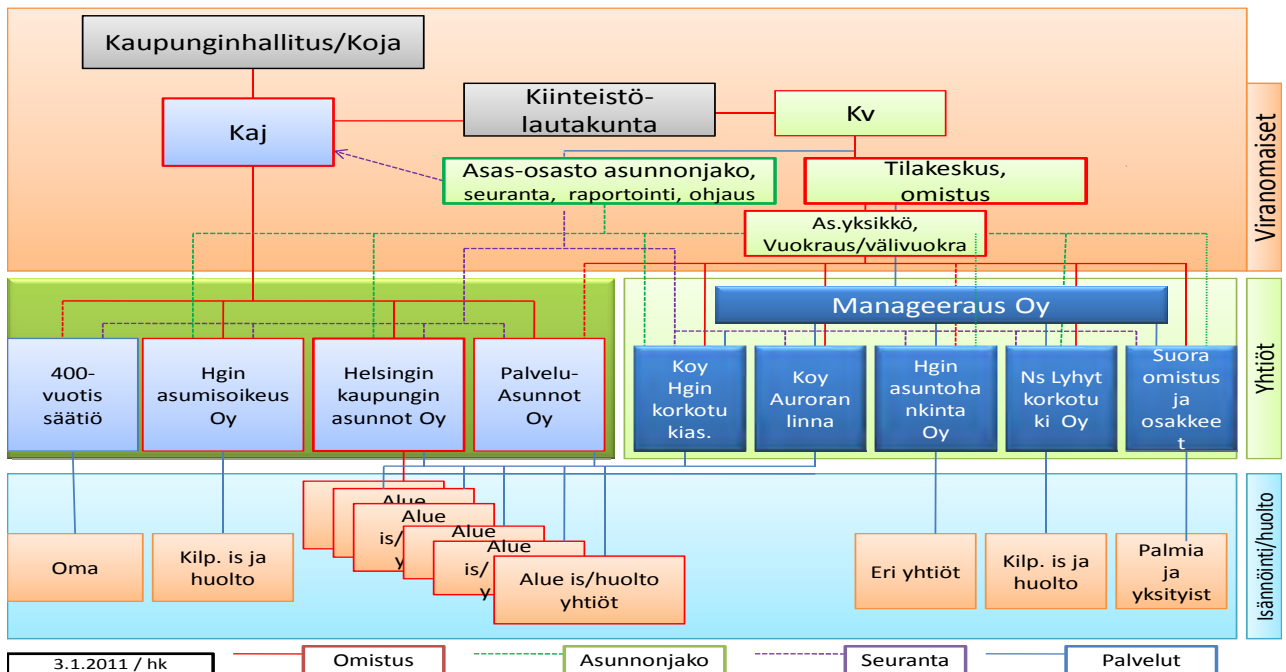 Kaupunginhallitus/Koja
Kaj
Kiinteistö-
lautakunta
Kv
Asas-osasto asunnonjako,
seuranta, raportointi, ohjaus
Tilakeskus,
omistus
As.yksikkö,
Vuokraus/välivuokra
Viranomaiset
Manageeraus Oy
400-
vuotis
säätiö
Hgin
asumisoikeus
Oy
Helsingin
kaupungin
asunnot Oy
Palvelu-
Asunnot
Oy
Koy
Hgin
korkotu
kias.
Koy
Auroran
linna
Hgin
asuntoha
nkinta
Oy
Ns Lyhyt
korkotu
ki Oy
Suora
omistus
ja
osakkee
t
Yhtiöt
Oma
Kilp. is ja
huolto
Alue
Alue
is/
y
Alue
Alue
is/
y
Alue is/huolto
yhtiöt
Eri yhtiöt
Kilp. is ja
huolto
Palmia
ja
yksityist
Isännöinti/huolto
3.1.2011 / hk
Omistus
Asunnonjako
Seuranta
Palvelut